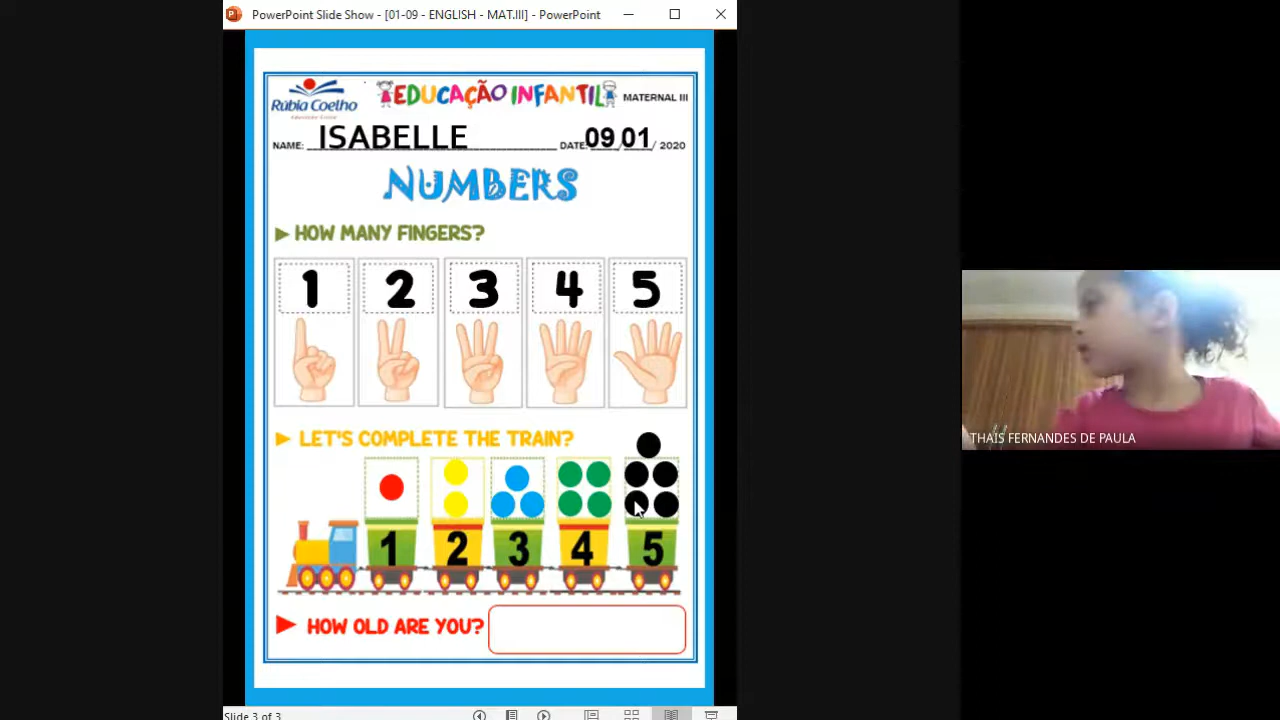 PowerPoint Slide Show - [01-09 - ENGLISH - MAT.III] - PowerPoint
Rúbia Coelho
EDUCAÇÃO INFANTIL
MATERNAL III
NAME: ISABELLE DATE: 09/01/ 2020
NUMBERS
HOW MANY FINGERS?
1 2 3 4 5
LET'S COMPLETE THE TRAIN?
1 2 3 4 5
HOW OLD ARE YOU?
THAÍS FERNANDES DE PAULA
Slide 3 of 3